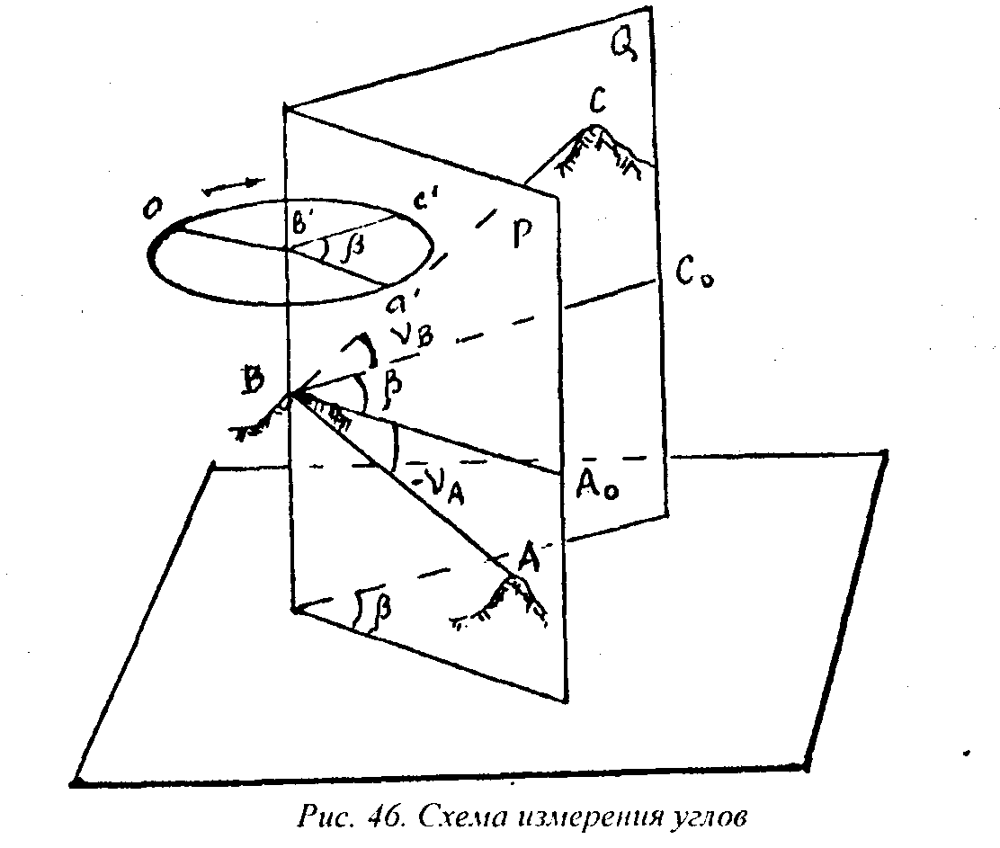 Q
C
P
O
B'
c'
β
a'
C₀
ν_B
B
β
-ν_A
A₀
A
β
Рис. 46. Схема измерения углов